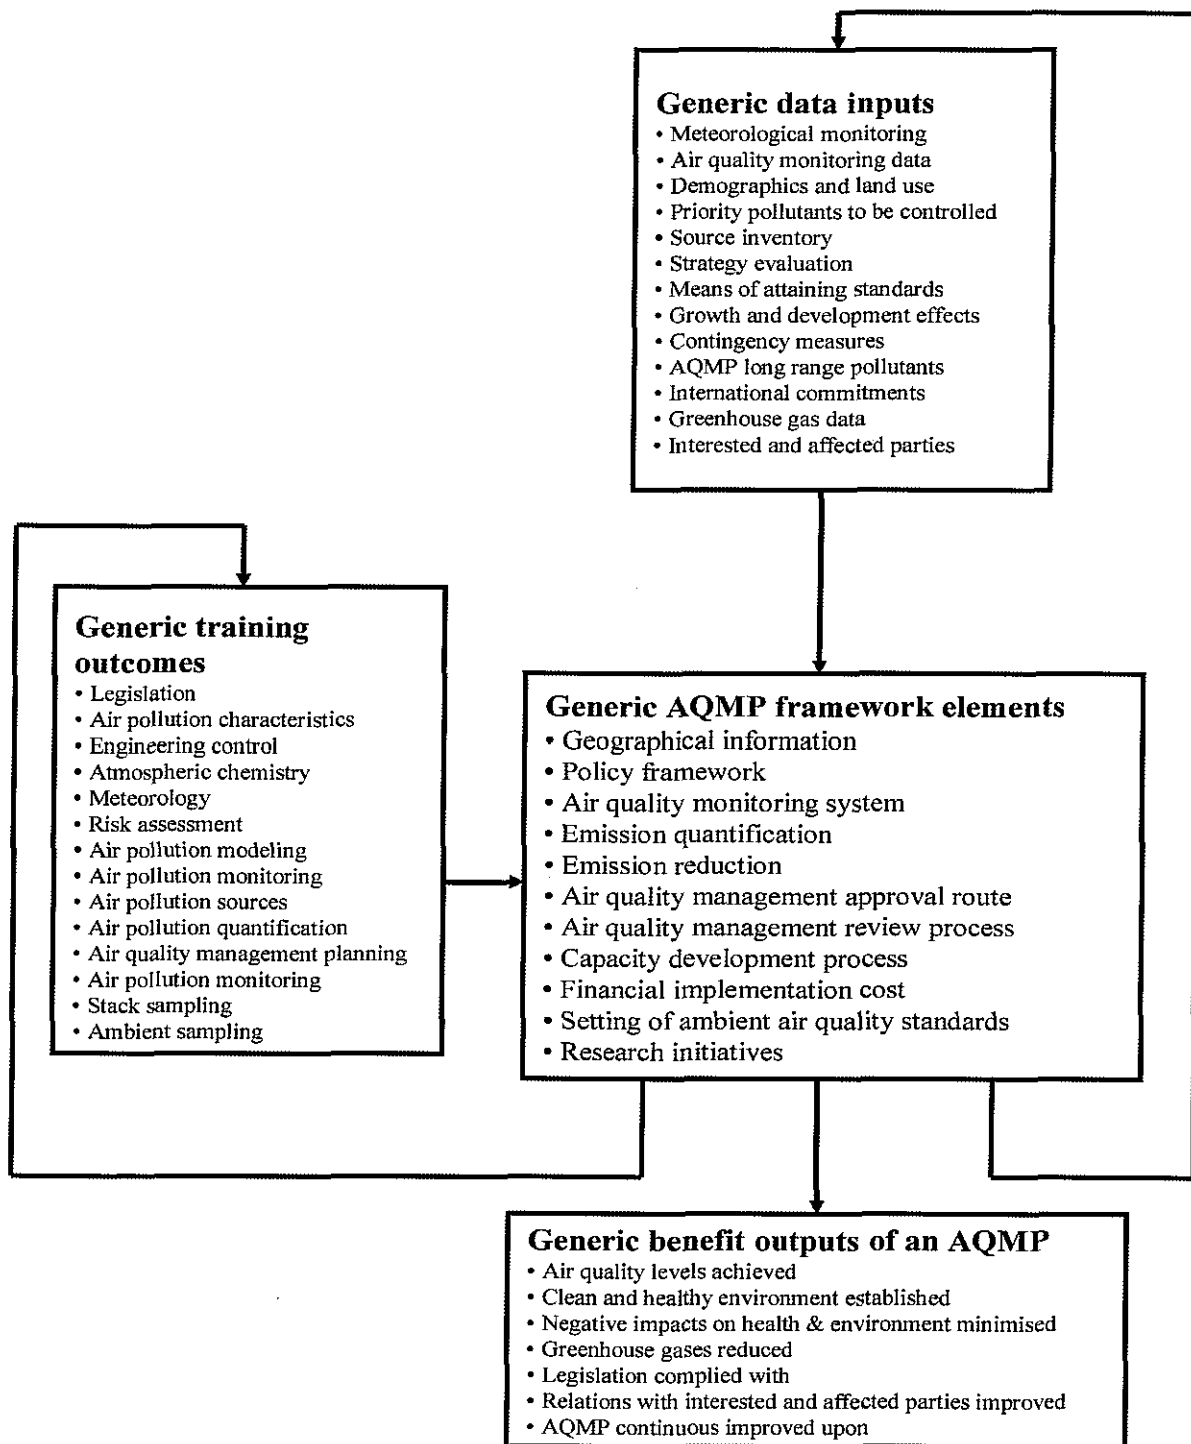 Generic data inputs
• Meteorological monitoring
• Air quality monitoring data
• Demographics and land use
• Priority pollutants to be controlled
• Source inventory
• Strategy evaluation
• Means of attaining standards
• Growth and development effects
• Contingency measures
• AQMP long range pollutants
• International commitments
• Greenhouse gas data
• Interested and affected parties
Generic training
outcomes
• Legislation
• Air pollution characteristics
• Engineering control
• Atmospheric chemistry
• Meteorology
• Risk assessment
• Air pollution modeling
• Air pollution monitoring
• Air pollution sources
• Air pollution quantification
• Air quality management planning
• Air pollution monitoring
• Stack sampling
• Ambient sampling
Generic AQMP framework elements
• Geographical information
• Policy framework
• Air quality monitoring system
• Emission quantification
• Emission reduction
• Air quality management approval route
• Air quality management review process
• Capacity development process
• Financial implementation cost
• Setting of ambient air quality standards
• Research initiatives
Generic benefit outputs of an AQMP
• Air quality levels achieved
• Clean and healthy environment established
• Negative impacts on health & environment minimised
• Greenhouse gases reduced
• Legislation complied with
• Relations with interested and affected parties improved
• AQMP continuous improved upon